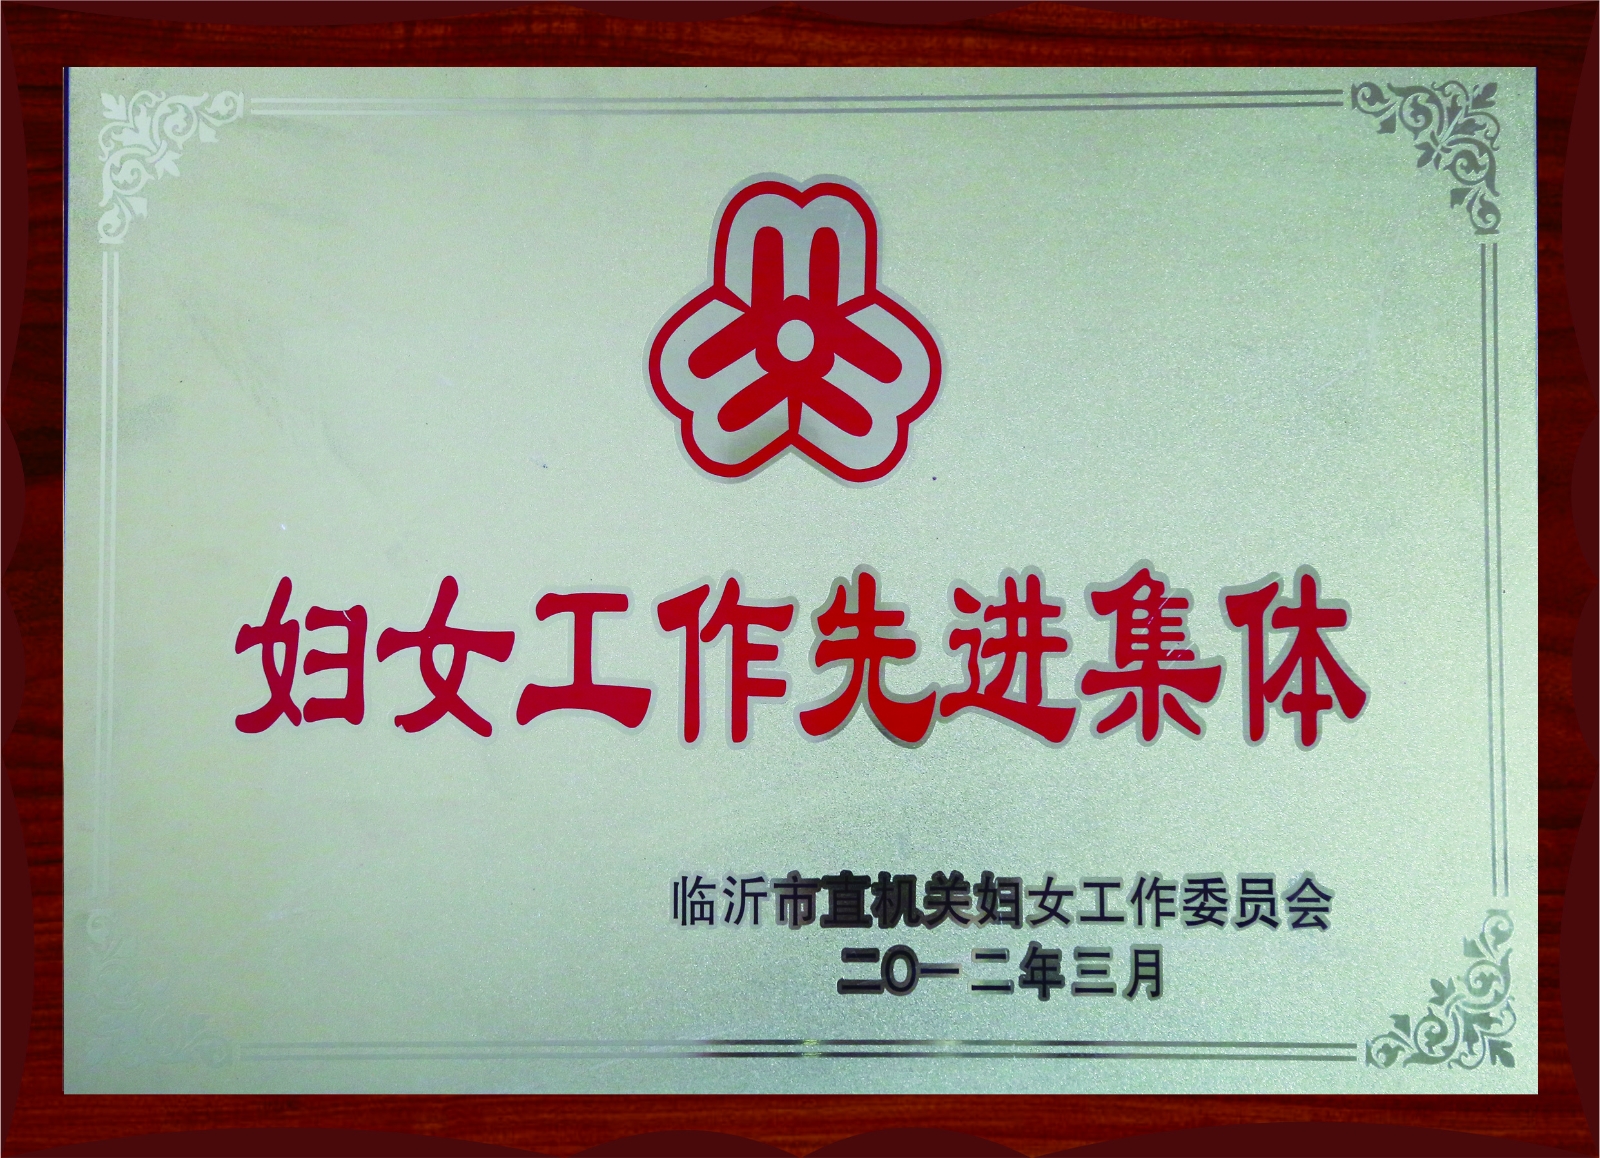 妇女工作先进集体
临沂市直机关妇女工作委员会
二〇一二年三月